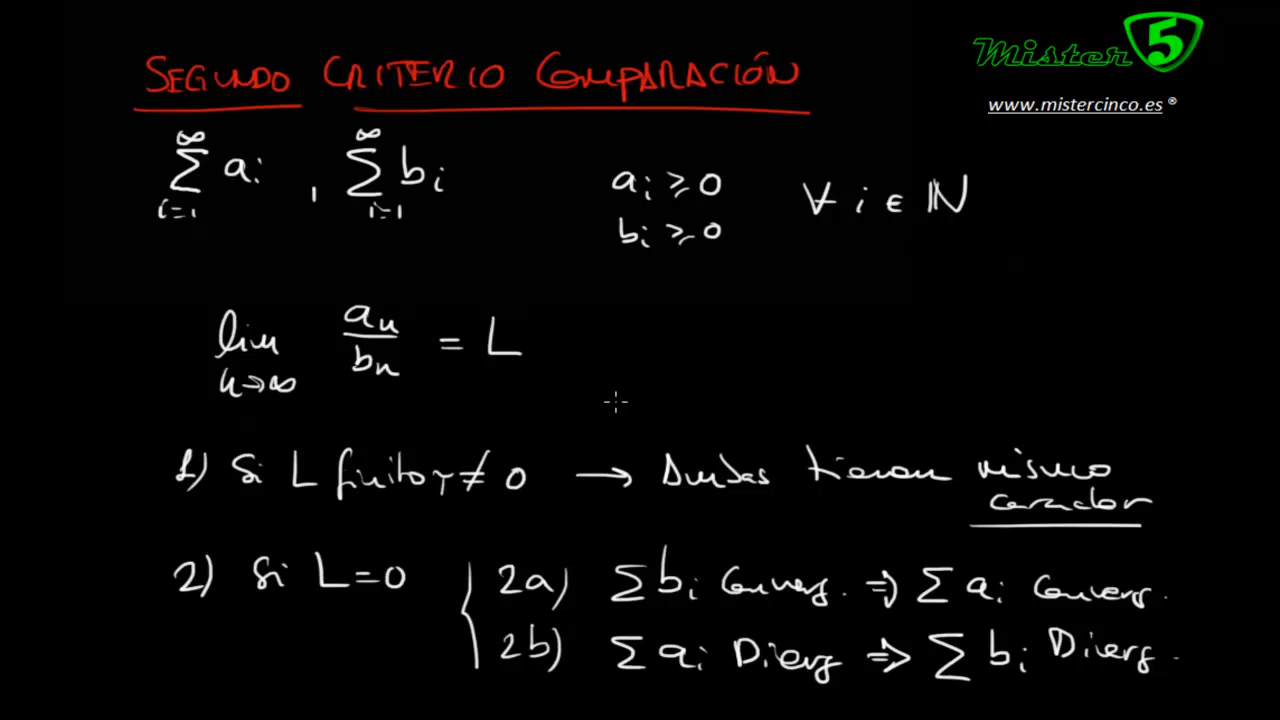 SEGUNDO CRITERIO COMPARACIÓN
Mister 5
www.mistercinco.es ®
∞ ∑ i=1 aᵢ , ∞ ∑ i=1 bᵢ
aᵢ ≥ 0
bᵢ ≥ 0
∀ i ∈ ℕ
lim n→∞ aₙ/bₙ = L
1) Si L finito y ≠ 0 → Ambas tienen mismo
caracter
2) Si L=0
2a) ∑ bᵢ Converg. ⇒ ∑ aᵢ Converg.
2b) ∑ aᵢ Diverg ⇒ ∑ bᵢ Diverg.